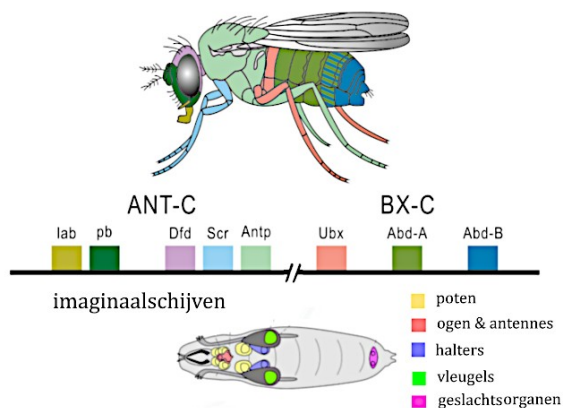 ANT-C BX-C
lab pb Dfd Scr Antp Ubx Abd-A Abd-B
imaginaalschijven
poten
ogen & antennes
halters
vleugels
geslachtsorganen